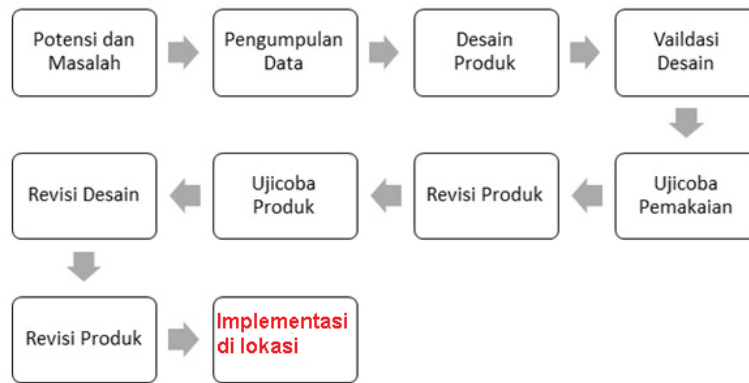 Potensi dan
Masalah
Pengumpulan
Data
Desain
Produk
Vaildasi
Desain
Ujicoba
Pemakaian
Revisi Produk
Ujicoba
Produk
Revisi Desain
Revisi Produk
Implementasi
di lokasi